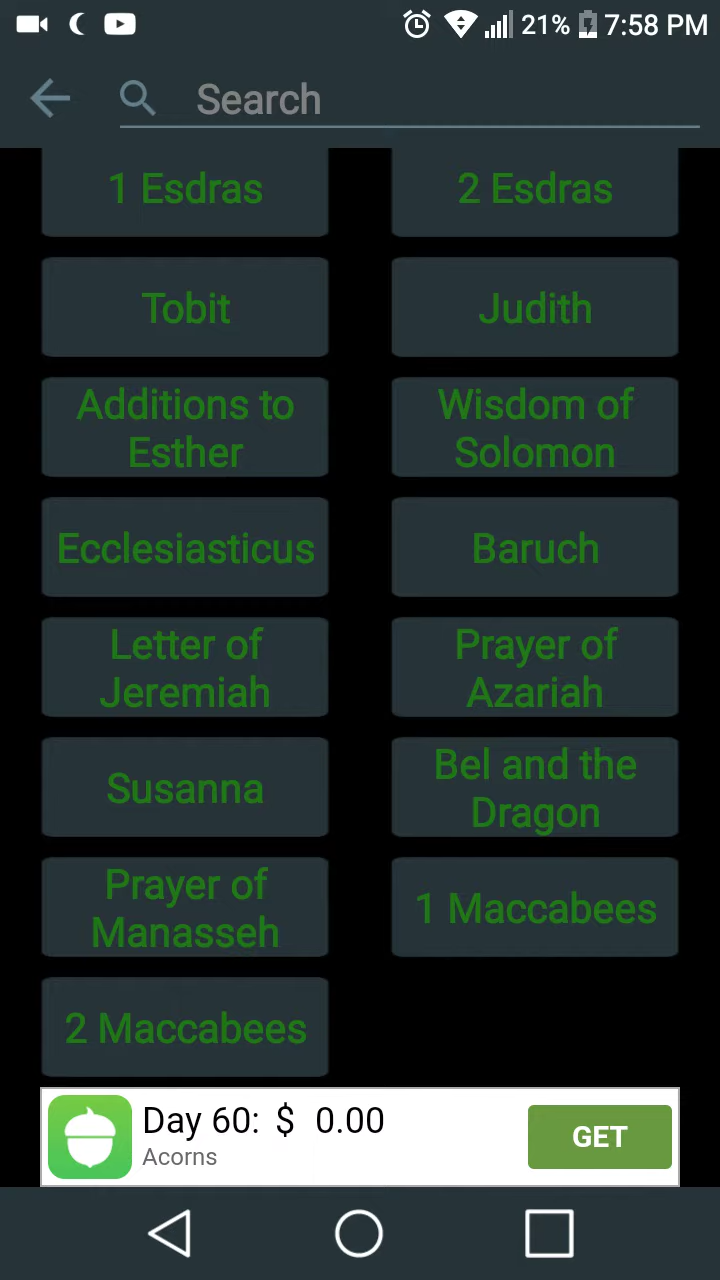 21% 7:58 PM
Search
1 Esdras
2 Esdras
Tobit
Judith
Additions to
Esther
Wisdom of
Solomon
Ecclesiasticus
Baruch
Letter of
Jeremiah
Prayer of
Azariah
Susanna
Bel and the
Dragon
Prayer of
Manasseh
1 Maccabees
2 Maccabees
Day 60: $ 0.00
Acorns
GET